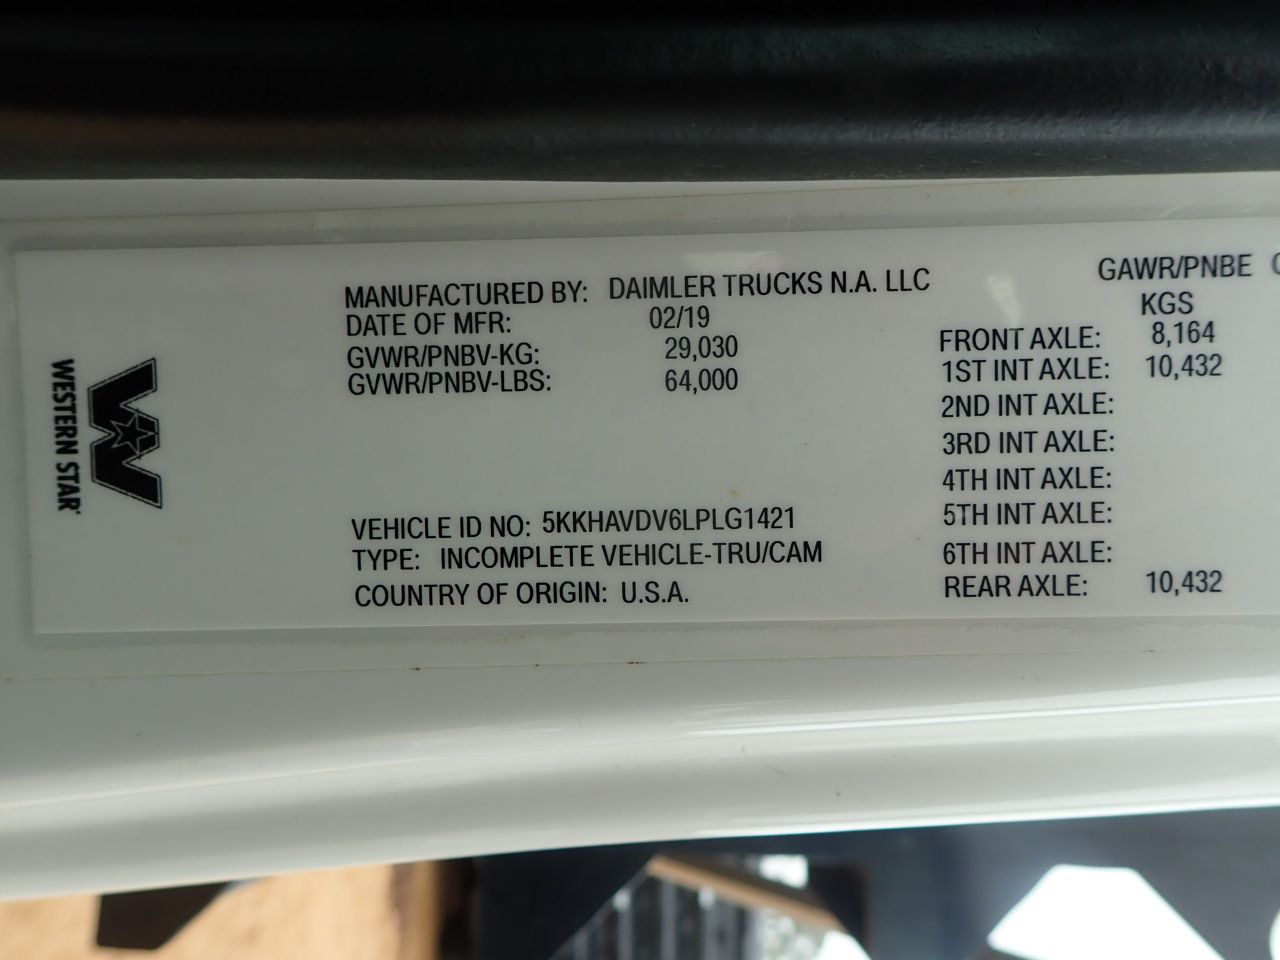 WESTERN STAR
MANUFACTURED BY: DAIMLER TRUCKS N.A. LLC
DATE OF MFR: 02/19
GVWR/PNBV-KG: 29,030
GVWR/PNBV-LBS: 64,000
VEHICLE ID NO: 5KKHAVDV6LPLG1421
TYPE: INCOMPLETE VEHICLE-TRU/CAM
COUNTRY OF ORIGIN: U.S.A.
GAWR/PNBE
KGS
FRONT AXLE: 8,164
1ST INT AXLE: 10,432
2ND INT AXLE:
3RD INT AXLE:
4TH INT AXLE:
5TH INT AXLE:
6TH INT AXLE:
REAR AXLE: 10,432